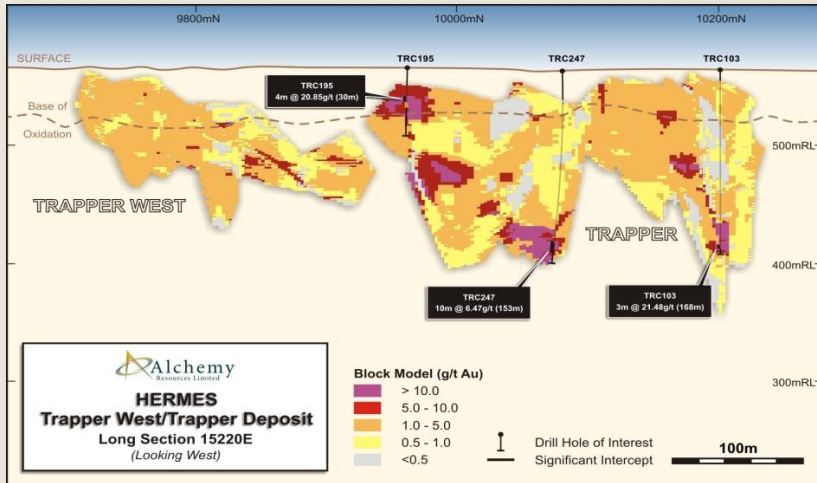 9800mN
10000mN
10200mN
SURFACE
TRC195
TRC247
TRC103
TRC195
4m @ 20.85g/t (30m)
Base of
Oxidation
500mRL
TRAPPER WEST
TRAPPER
400mRL
TRC247
10m @ 6.47g/t (153m)
TRC103
3m @ 21.48g/t (168m)
Alchemy
Resources Limited
HERMES
Trapper West/Trapper Deposit
Long Section 15220E
(Looking West)
Block Model (g/t Au)
> 10.0
5.0 - 10.0
1.0 - 5.0
0.5 - 1.0
<0.5
300mRL
Drill Hole of Interest
Significant Intercept
100m